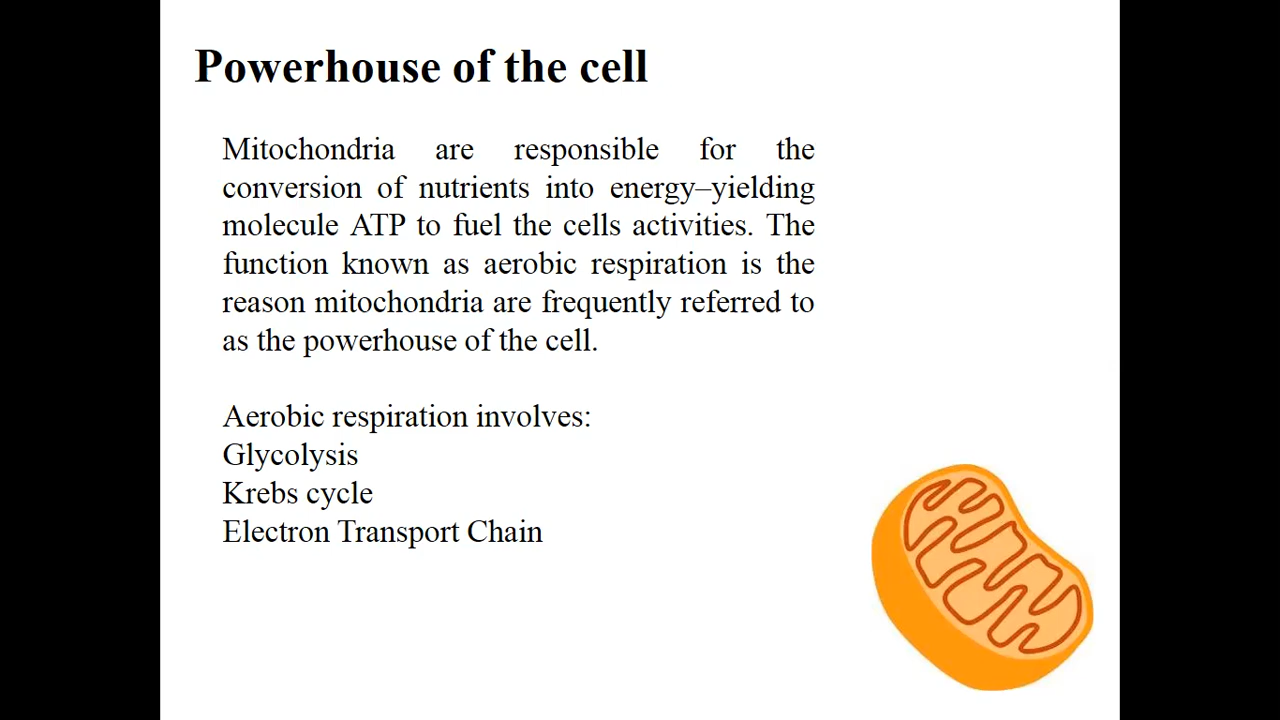 Powerhouse of the cell
Mitochondria are responsible for the
conversion of nutrients into energy–yielding
molecule ATP to fuel the cells activities. The
function known as aerobic respiration is the
reason mitochondria are frequently referred to
as the powerhouse of the cell.
Aerobic respiration involves:
Glycolysis
Krebs cycle
Electron Transport Chain